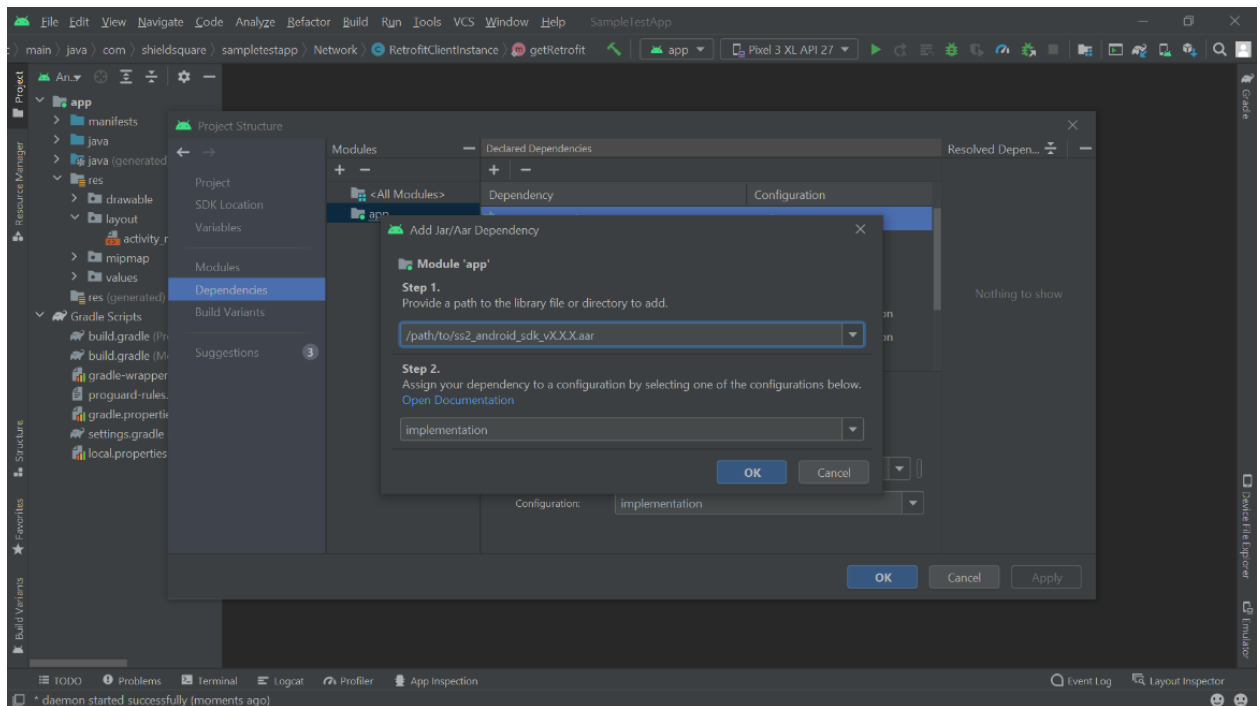 File Edit View Navigate Code Analyze Refactor Build Run Tools VCS Window Help SampleTestApp
main java com shieldsquare sampletestapp Network RetrofitClientInstance getRetrofit app Pixel 3 XL API 27
Project
Resource Manager
Structure
Favorites
Build Variants
An...
app
manifests
java
java (generated
res
drawable
layout
activity_r
mipmap
values
res (generated)
Gradle Scripts
build.gradle (Pr
build.gradle (M
gradle-wrapper
proguard-rules.
gradle.propertie
settings.gradle
local.properties
Project Structure
Project
SDK Location
Variables
Modules
Dependencies
Build Variants
Suggestions 3
Modules
<All Modules>
app
Declared Dependencies
Dependency Configuration
Resolved Depen...
Nothing to show
Add Jar/Aar Dependency
Module 'app'
Step 1.
Provide a path to the library file or directory to add.
/path/to/ss2_android_sdk_vX.X.X.aar
Step 2.
Assign your dependency to a configuration by selecting one of the configurations below.
Open Documentation
implementation
OK Cancel
on
on
Configuration: implementation
OK Cancel Apply
Gradle
Device File Explorer
Emulator
TODO Problems Terminal Logcat Profiler App Inspection Event Log Layout Inspector
* daemon started successfully (moments ago)